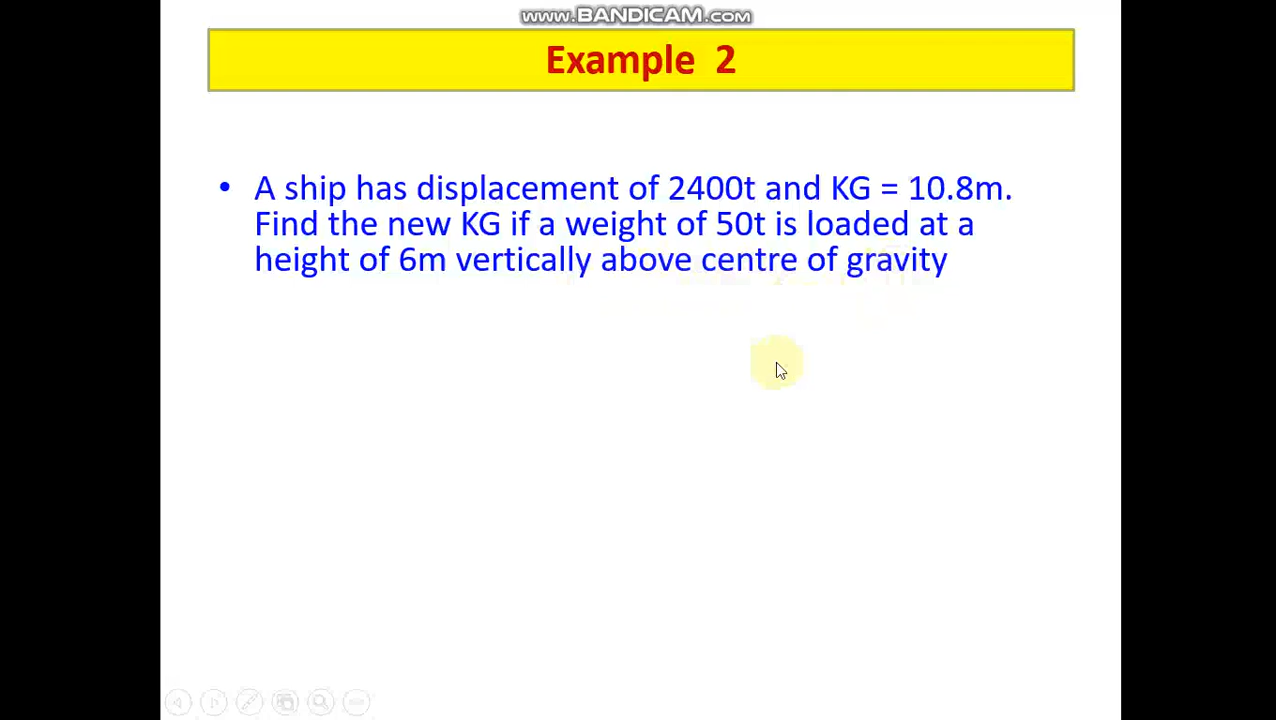 www.BANDICAM.com
Example 2
• A ship has displacement of 2400t and KG = 10.8m.
Find the new KG if a weight of 50t is loaded at a
height of 6m vertically above centre of gravity